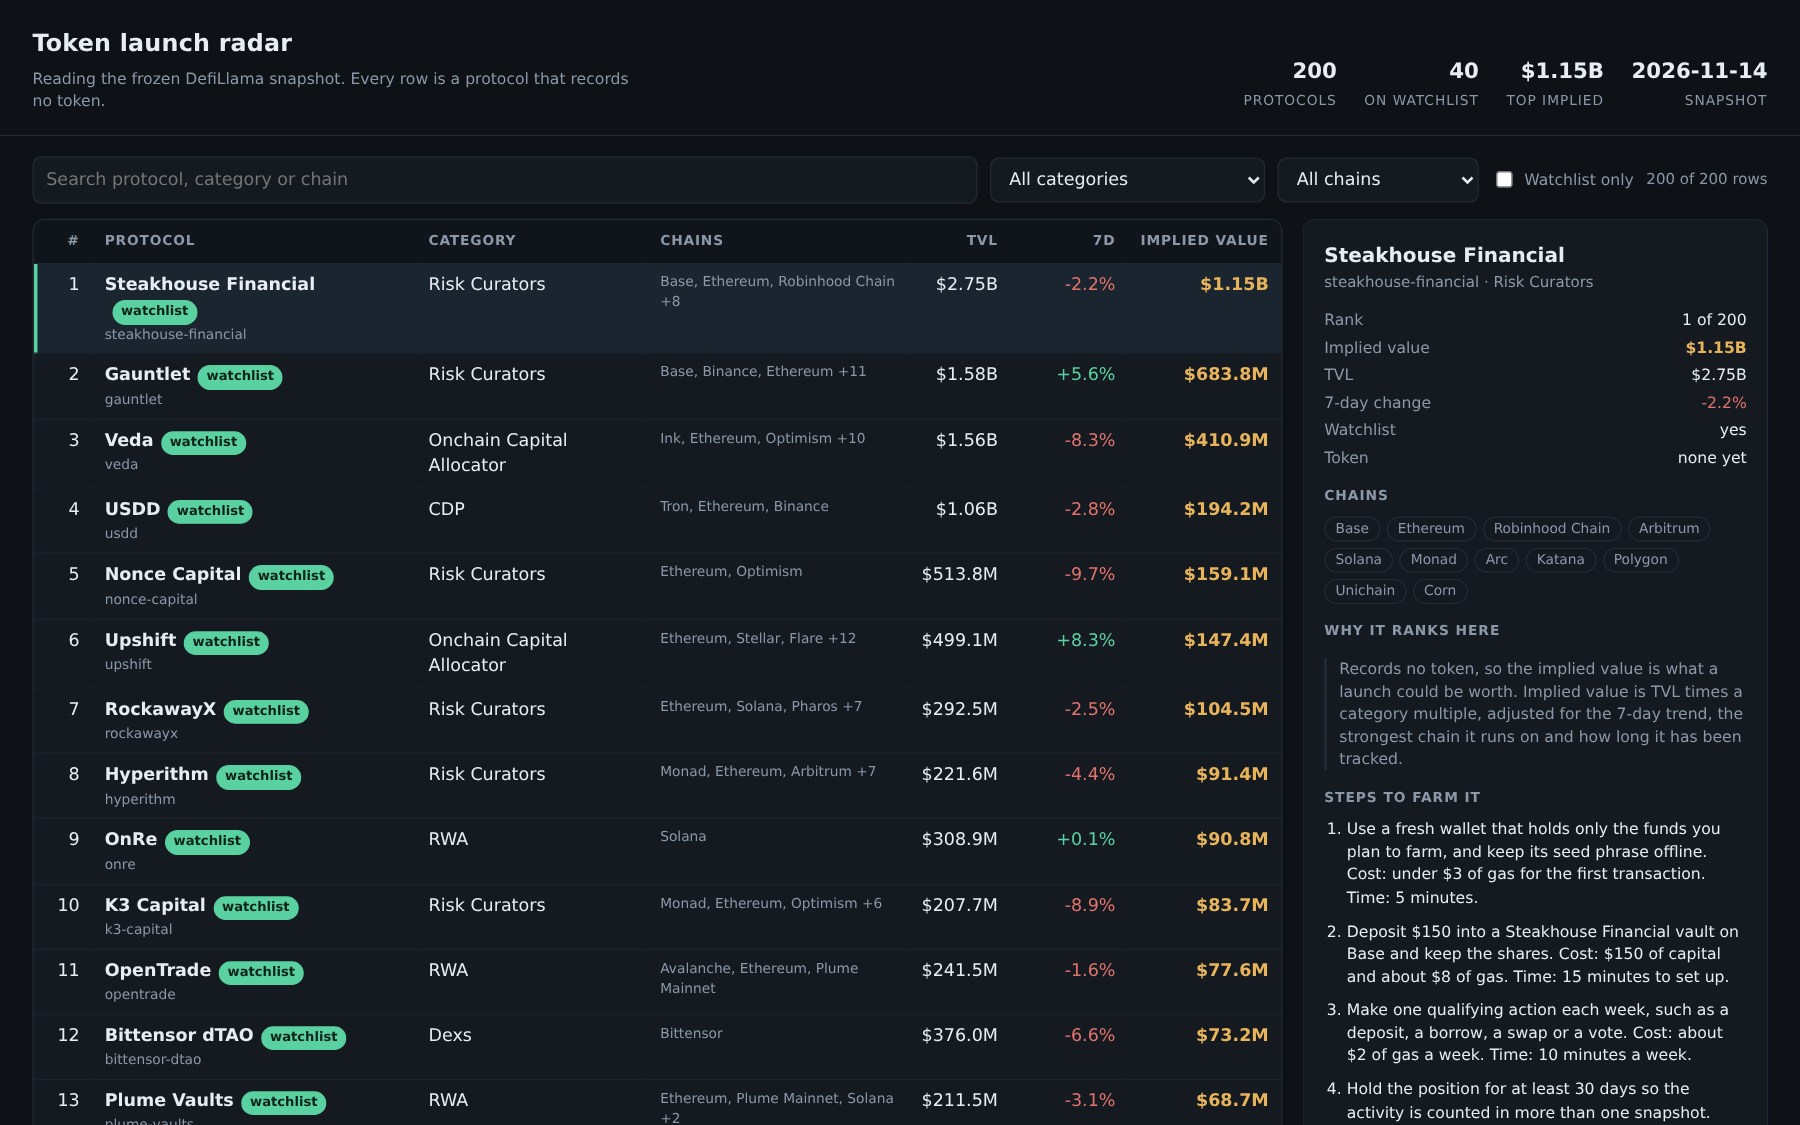 Token launch radar
Reading the frozen DefiLlama snapshot. Every row is a protocol that records
no token.
200
PROTOCOLS
40
ON WATCHLIST
$1.15B
TOP IMPLIED
2026-11-14
SNAPSHOT
Search protocol, category or chain
All categories
All chains
Watchlist only
200 of 200 rows
# PROTOCOL CATEGORY CHAINS TVL 7D IMPLIED VALUE
1 Steakhouse Financial Risk Curators Base, Ethereum, Robinhood Chain $2.75B -2.2% $1.15B
watchlist +8
steakhouse-financial
2 Gauntlet watchlist Risk Curators Base, Binance, Ethereum +11 $1.58B +5.6% $683.8M
gauntlet
3 Veda watchlist Onchain Capital Ink, Ethereum, Optimism +10 $1.56B -8.3% $410.9M
veda Allocator
4 USDD watchlist CDP Tron, Ethereum, Binance $1.06B -2.8% $194.2M
usdd
5 Nonce Capital watchlist Risk Curators Ethereum, Optimism $513.8M -9.7% $159.1M
nonce-capital
6 Upshift watchlist Onchain Capital Ethereum, Stellar, Flare +12 $499.1M +8.3% $147.4M
upshift Allocator
7 RockawayX watchlist Risk Curators Ethereum, Solana, Pharos +7 $292.5M -2.5% $104.5M
rockawayx
8 Hyperithm watchlist Risk Curators Monad, Ethereum, Arbitrum +7 $221.6M -4.4% $91.4M
hyperithm
9 OnRe watchlist RWA Solana $308.9M +0.1% $90.8M
onre
10 K3 Capital watchlist Risk Curators Monad, Ethereum, Optimism +6 $207.7M -8.9% $83.7M
k3-capital
11 OpenTrade watchlist RWA Avalanche, Ethereum, Plume $241.5M -1.6% $77.6M
opentrade Mainnet
12 Bittensor dTAO watchlist Dexs Bittensor $376.0M -6.6% $73.2M
bittensor-dtao
13 Plume Vaults watchlist RWA Ethereum, Plume Mainnet, Solana $211.5M -3.1% $68.7M
plume-vaults +2
Steakhouse Financial
steakhouse-financial · Risk Curators
Rank 1 of 200
Implied value $1.15B
TVL $2.75B
7-day change -2.2%
Watchlist yes
Token none yet
CHAINS
Base Ethereum Robinhood Chain Arbitrum
Solana Monad Arc Katana Polygon
Unichain Corn
WHY IT RANKS HERE
Records no token, so the implied value is what a
launch could be worth. Implied value is TVL times a
category multiple, adjusted for the 7-day trend, the
strongest chain it runs on and how long it has been
tracked.
STEPS TO FARM IT
1. Use a fresh wallet that holds only the funds you
plan to farm, and keep its seed phrase offline.
Cost: under $3 of gas for the first transaction.
Time: 5 minutes.
2. Deposit $150 into a Steakhouse Financial vault on
Base and keep the shares. Cost: $150 of capital
and about $8 of gas. Time: 15 minutes to set up.
3. Make one qualifying action each week, such as a
deposit, a borrow, a swap or a vote. Cost: about
$2 of gas a week. Time: 10 minutes a week.
4. Hold the position for at least 30 days so the
activity is counted in more than one snapshot.